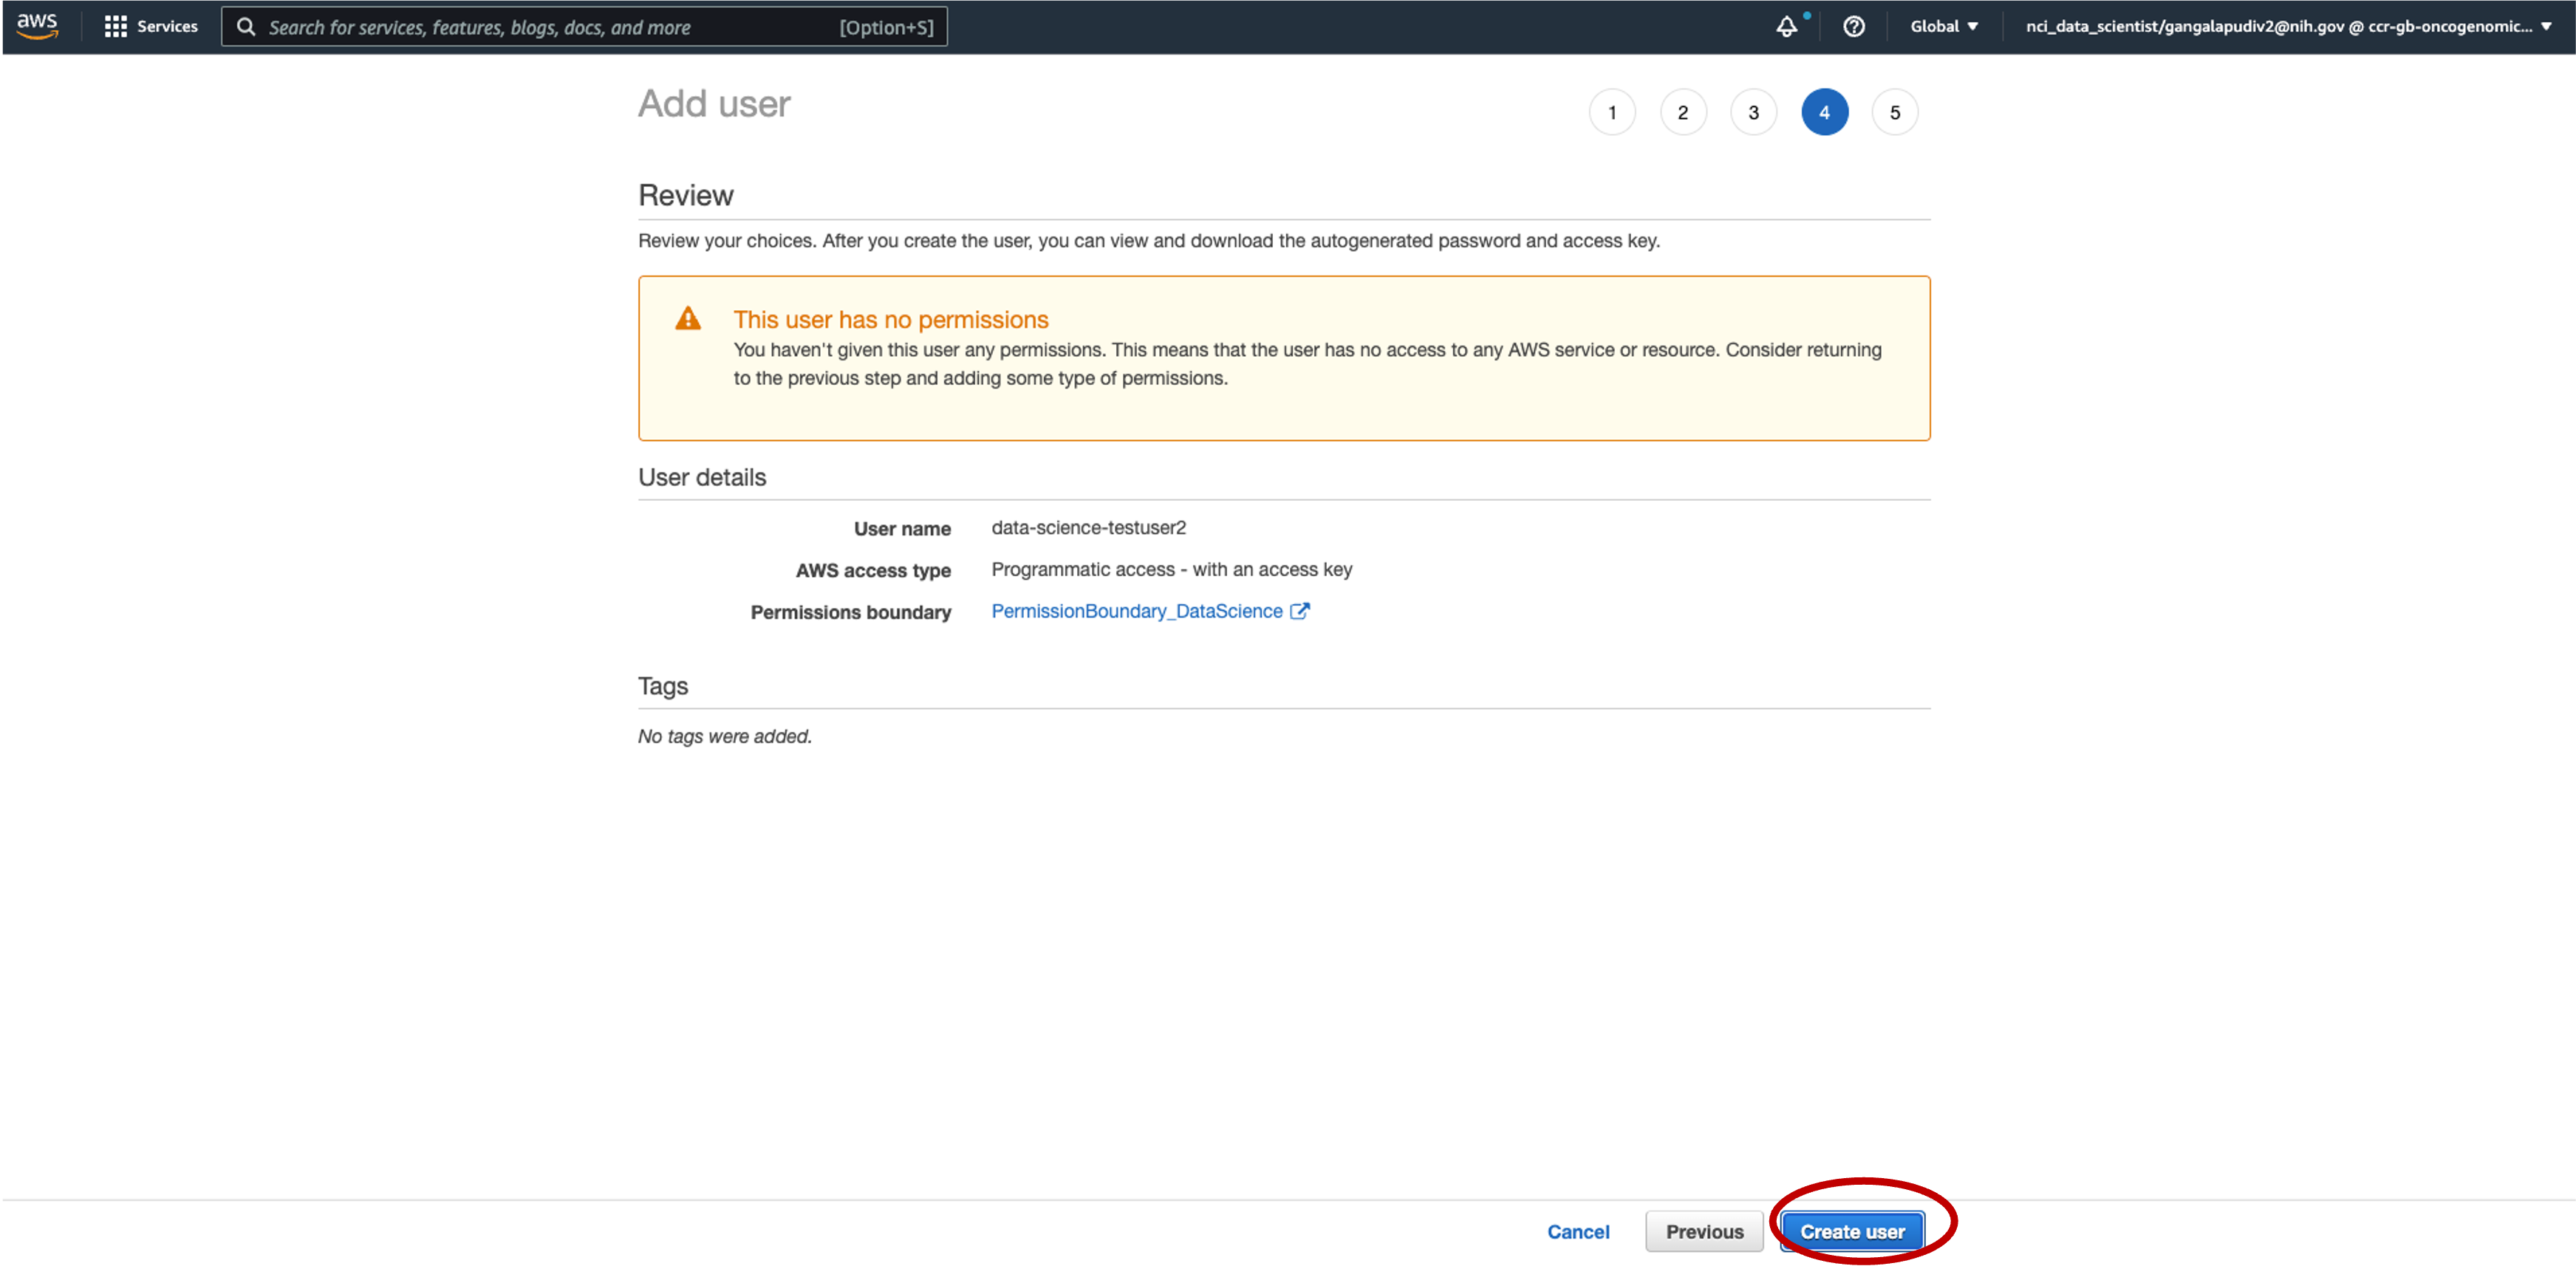 aws Services Search for services, features, blogs, docs, and more [Option+S] Global nci_data_scientist/gangalapudiv2@nih.gov @ ccr-gb-oncogenomic...
Add user 1 2 3 4 5
Review
Review your choices. After you create the user, you can view and download the autogenerated password and access key.
This user has no permissions
You haven't given this user any permissions. This means that the user has no access to any AWS service or resource. Consider returning
to the previous step and adding some type of permissions.
User details
User name data-science-testuser2
AWS access type Programmatic access - with an access key
Permissions boundary PermissionBoundary_DataScience
Tags
No tags were added.
Cancel Previous Create user